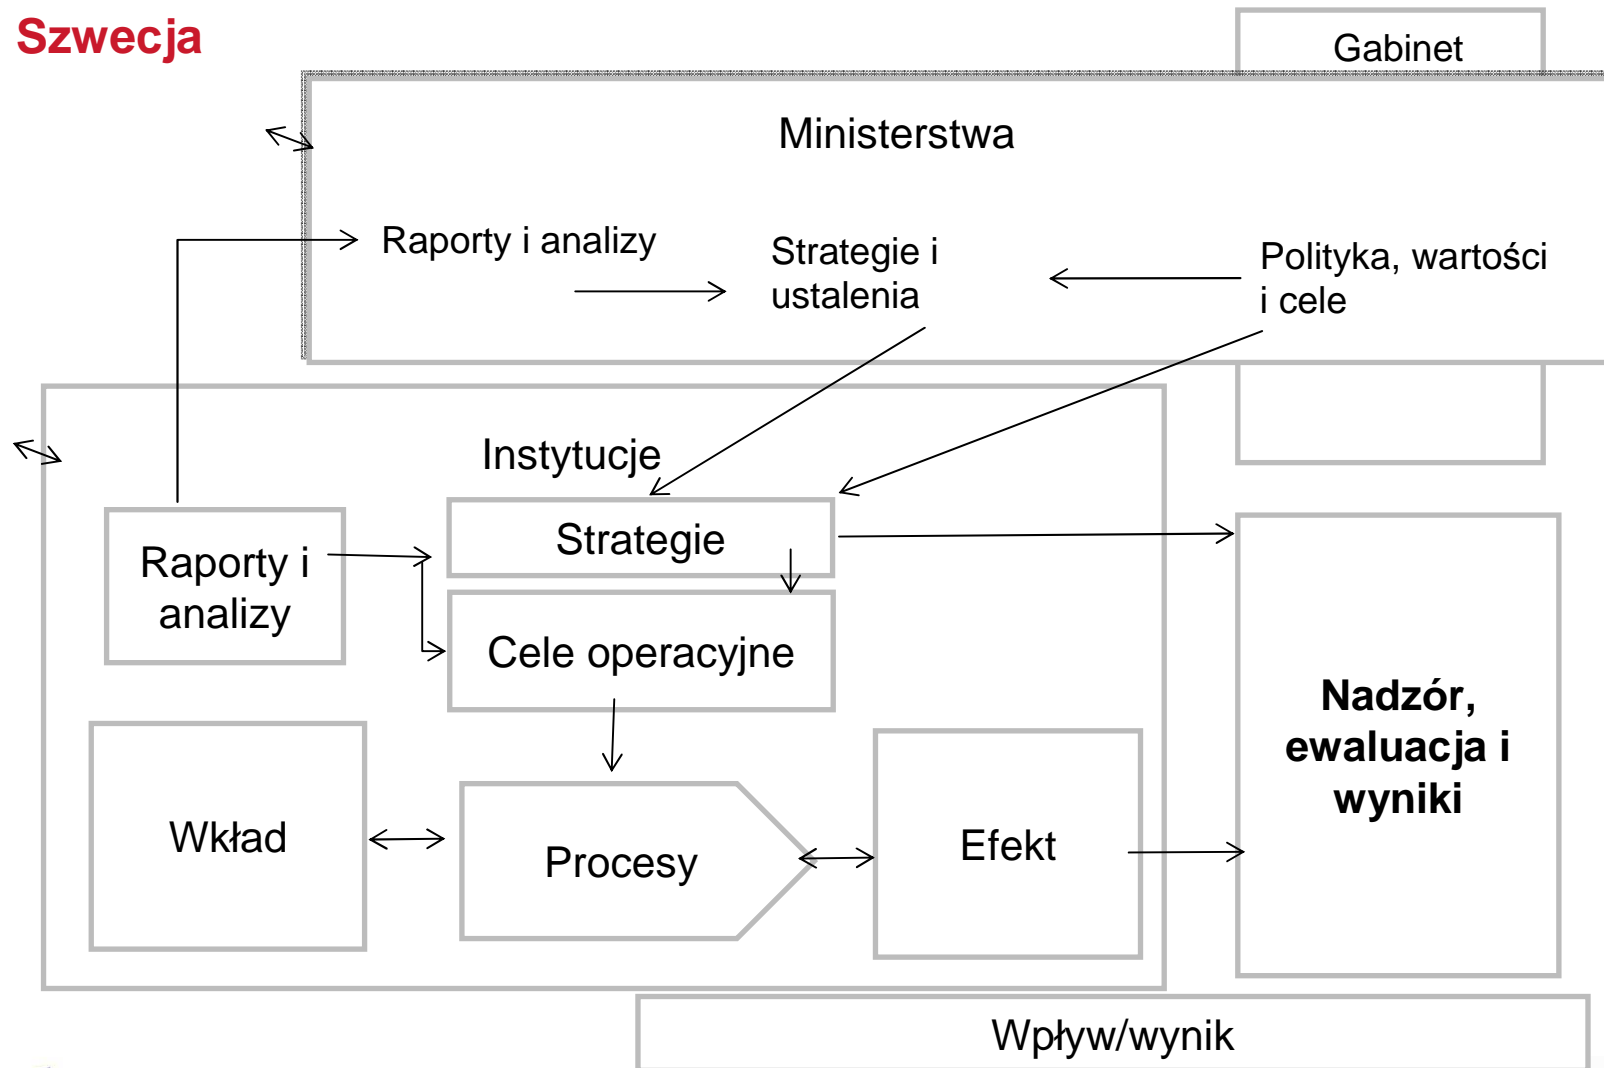 Szwecja
Gabinet
Ministerstwa
Raporty i analizy
Strategie i
ustalenia
Polityka, wartości
i cele
Instytucje
Raporty i
analizy
Strategie
Cele operacyjne
Nadzór,
ewaluacja i
wyniki
Wkład
Procesy
Efekt
Wpływ/wynik